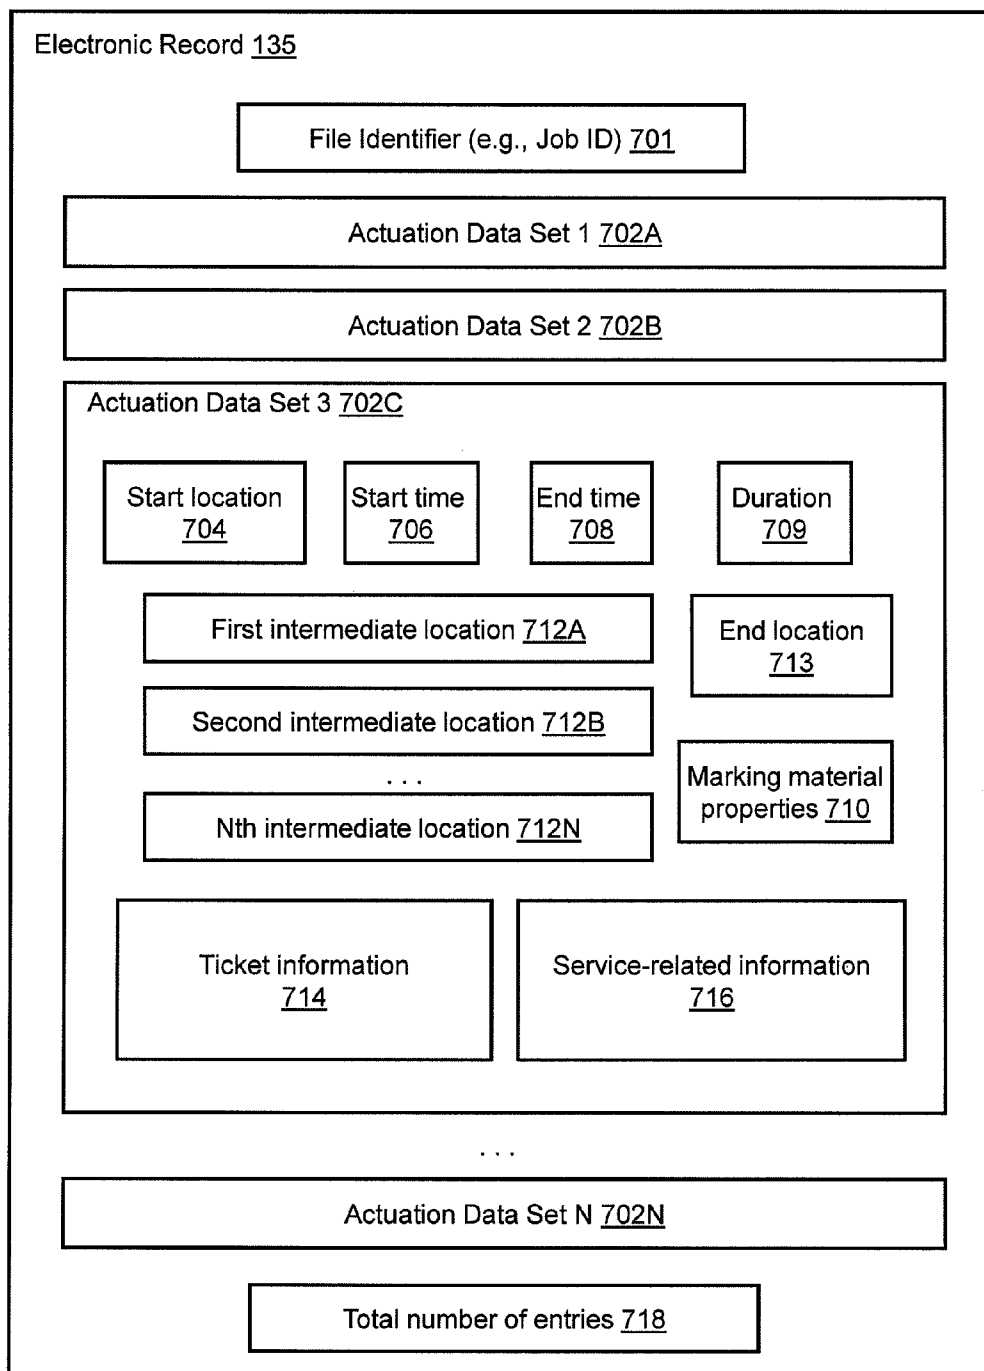 Electronic Record 135
File Identifier (e.g., Job ID) 701
Actuation Data Set 1 702A
Actuation Data Set 2 702B
Actuation Data Set 3 702C
Start location
704
Start time
706
End time
708
Duration
709
First intermediate location 712A
End location
713
Second intermediate location 712B
. . .
Nth intermediate location 712N
Marking material
properties 710
Ticket information
714
Service-related information
716
. . .
Actuation Data Set N 702N
Total number of entries 718